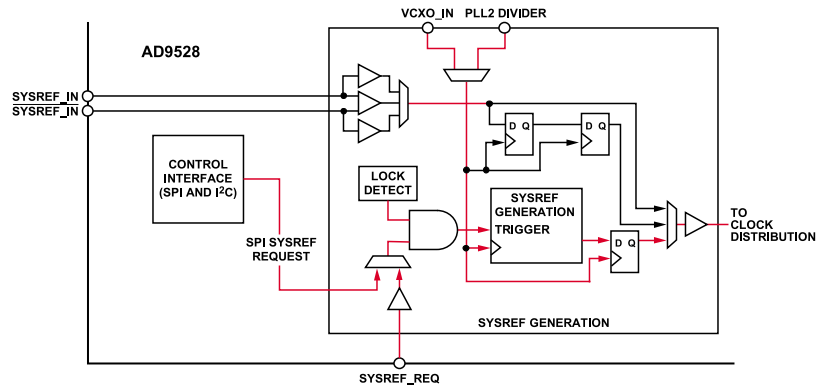 VCXO_IN
PLL2 DIVIDER
AD9528
SYSREF_IN
SYSREF_IN
D Q
D Q
CONTROL
INTERFACE
(SPI AND I²C)
LOCK
DETECT
SYSREF
GENERATION
TRIGGER
D Q
TO
CLOCK
DISTRIBUTION
SPI SYSREF
REQUEST
SYSREF GENERATION
SYSREF_REQ